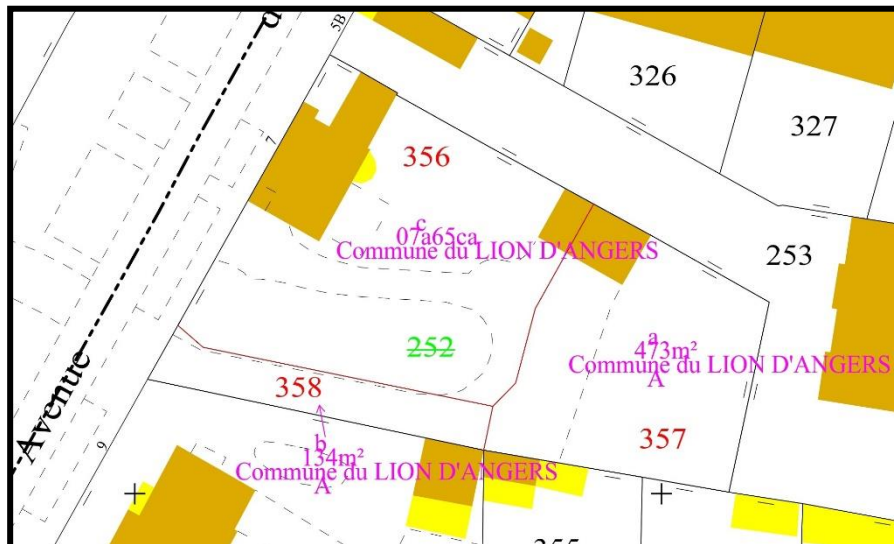 5B
7
326
327
356
c
07a65ca
Commune du LION D'ANGERS
253
252
a
473m²
Commune du LION D'ANGERS
A
358
357
Avenue
9
b
134m²
Commune du LION D'ANGERS
A